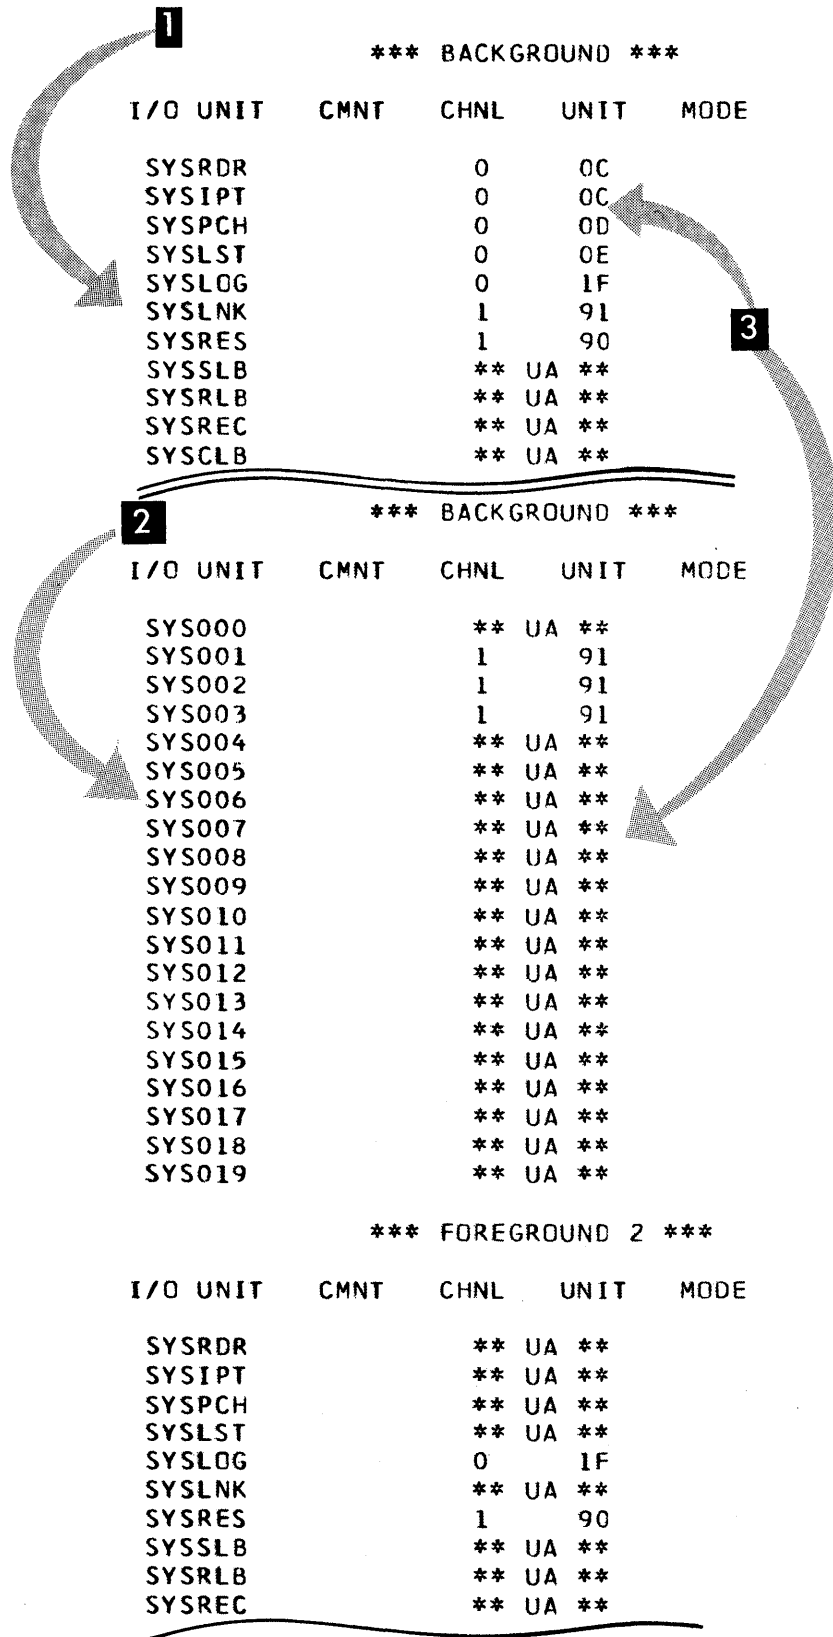 1
*** BACKGROUND ***
I/O UNIT CMNT CHNL UNIT MODE
SYSRDR 0 0C
SYSIPT 0 0C
SYSPCH 0 0D
SYSLST 0 0E
SYSLOG 0 1F
SYSLNK 1 91
SYSRES 1 90
SYSSLB ** UA **
SYSRLB ** UA **
SYSREC ** UA **
SYSCLB ** UA **
3
2
*** BACKGROUND ***
I/O UNIT CMNT CHNL UNIT MODE
SYS000 ** UA **
SYS001 1 91
SYS002 1 91
SYS003 1 91
SYS004 ** UA **
SYS005 ** UA **
SYS006 ** UA **
SYS007 ** UA **
SYS008 ** UA **
SYS009 ** UA **
SYS010 ** UA **
SYS011 ** UA **
SYS012 ** UA **
SYS013 ** UA **
SYS014 ** UA **
SYS015 ** UA **
SYS016 ** UA **
SYS017 ** UA **
SYS018 ** UA **
SYS019 ** UA **
*** FOREGROUND 2 ***
I/O UNIT CMNT CHNL UNIT MODE
SYSRDR ** UA **
SYSIPT ** UA **
SYSPCH ** UA **
SYSLST ** UA **
SYSLOG 0 1F
SYSLNK ** UA **
SYSRES 1 90
SYSSLB ** UA **
SYSRLB ** UA **
SYSREC ** UA **